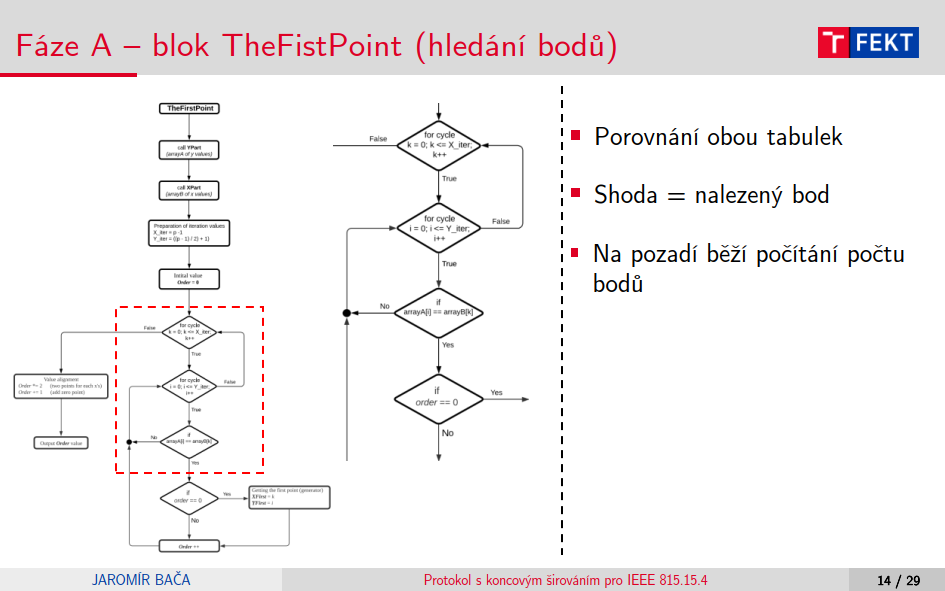 Fáze A – blok TheFistPoint (hledání bodů)
T FEKT
TheFirstPoint
call YPart
(arrayA of y values)
call XPart
(arrayB of x values)
Preparation of iteration values
X_iter = p -1
Y_iter = ((p - 1) / 2) + 1)
Initial value
Order = 0
for cycle
k = 0; k <= X_iter;
k++
False
True
for cycle
i = 0; i <= Y_iter;
i++
False
True
if
arrayA[i] == arrayB[k]
No
Yes
Value alignment
Order *= 2 (two points for each x's)
Order += 1 (add zero point)
Output Order value
if
order == 0
Yes
No
Getting the first point (generator)
XFirst = k
YFirst = i
Order ++
for cycle
k = 0; k <= X_iter;
k++
False
True
for cycle
i = 0; i <= Y_iter;
i++
False
True
if
arrayA[i] == arrayB[k]
No
Yes
if
order == 0
Yes
No
Porovnání obou tabulek
Shoda = nalezený bod
Na pozadí běží počítání počtu
bodů
JAROMÍR BAČA
Protokol s koncovým širováním pro IEEE 815.15.4
14 / 29